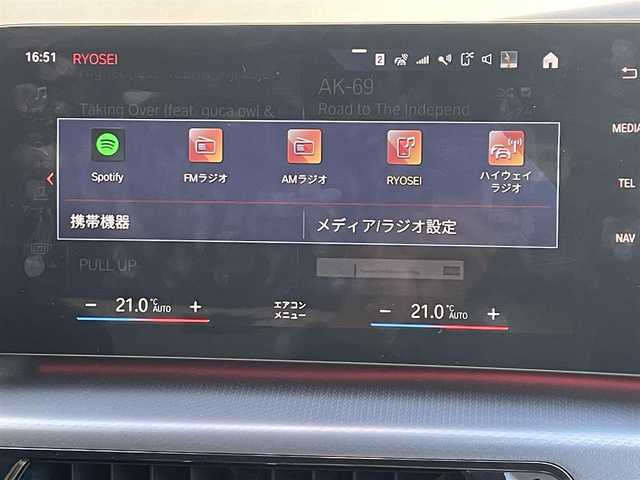 16:51 RYOSEI
2
AK-69
Taking Over (feat. guca owl &
Road to The Independ
Spotify
FMラジオ
AMラジオ
RYOSEI
ハイウェイ
ラジオ
携帯機器
メディア/ラジオ設定
PULL UP
MEDIA
TEL
NAV
- 21.0 °C AUTO +
エアコン
メニュー
- 21.0 °C AUTO +